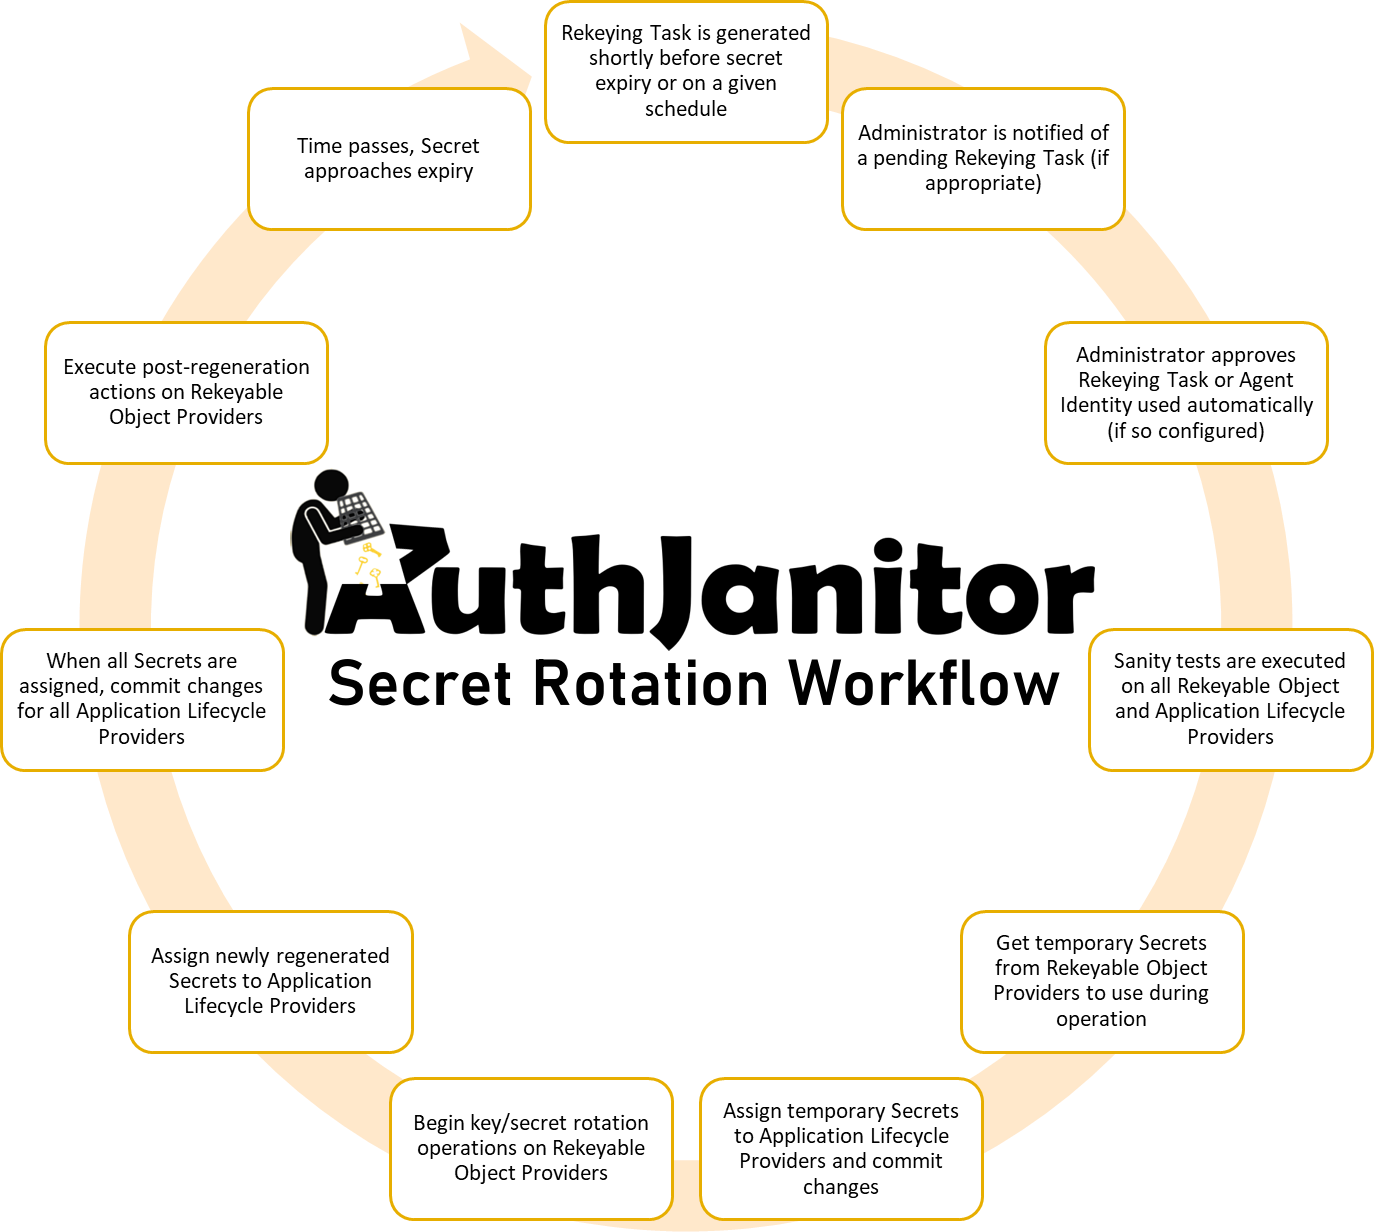 Rekeying Task is generated
shortly before secret
expiry or on a given
schedule
Administrator is notified of
a pending Rekeying Task (if
appropriate)
Administrator approves
Rekeying Task or Agent
Identity used automatically
(if so configured)
Sanity tests are executed
on all Rekeyable Object
and Application Lifecycle
Providers
Get temporary Secrets
from Rekeyable Object
Providers to use during
operation
Assign temporary Secrets
to Application Lifecycle
Providers and commit
changes
Begin key/secret rotation
operations on Rekeyable
Object Providers
Assign newly regenerated
Secrets to Application
Lifecycle Providers
When all Secrets are
assigned, commit changes
for all Application Lifecycle
Providers
Execute post-regeneration
actions on Rekeyable
Object Providers
Time passes, Secret
approaches expiry
AuthJanitor
Secret Rotation Workflow